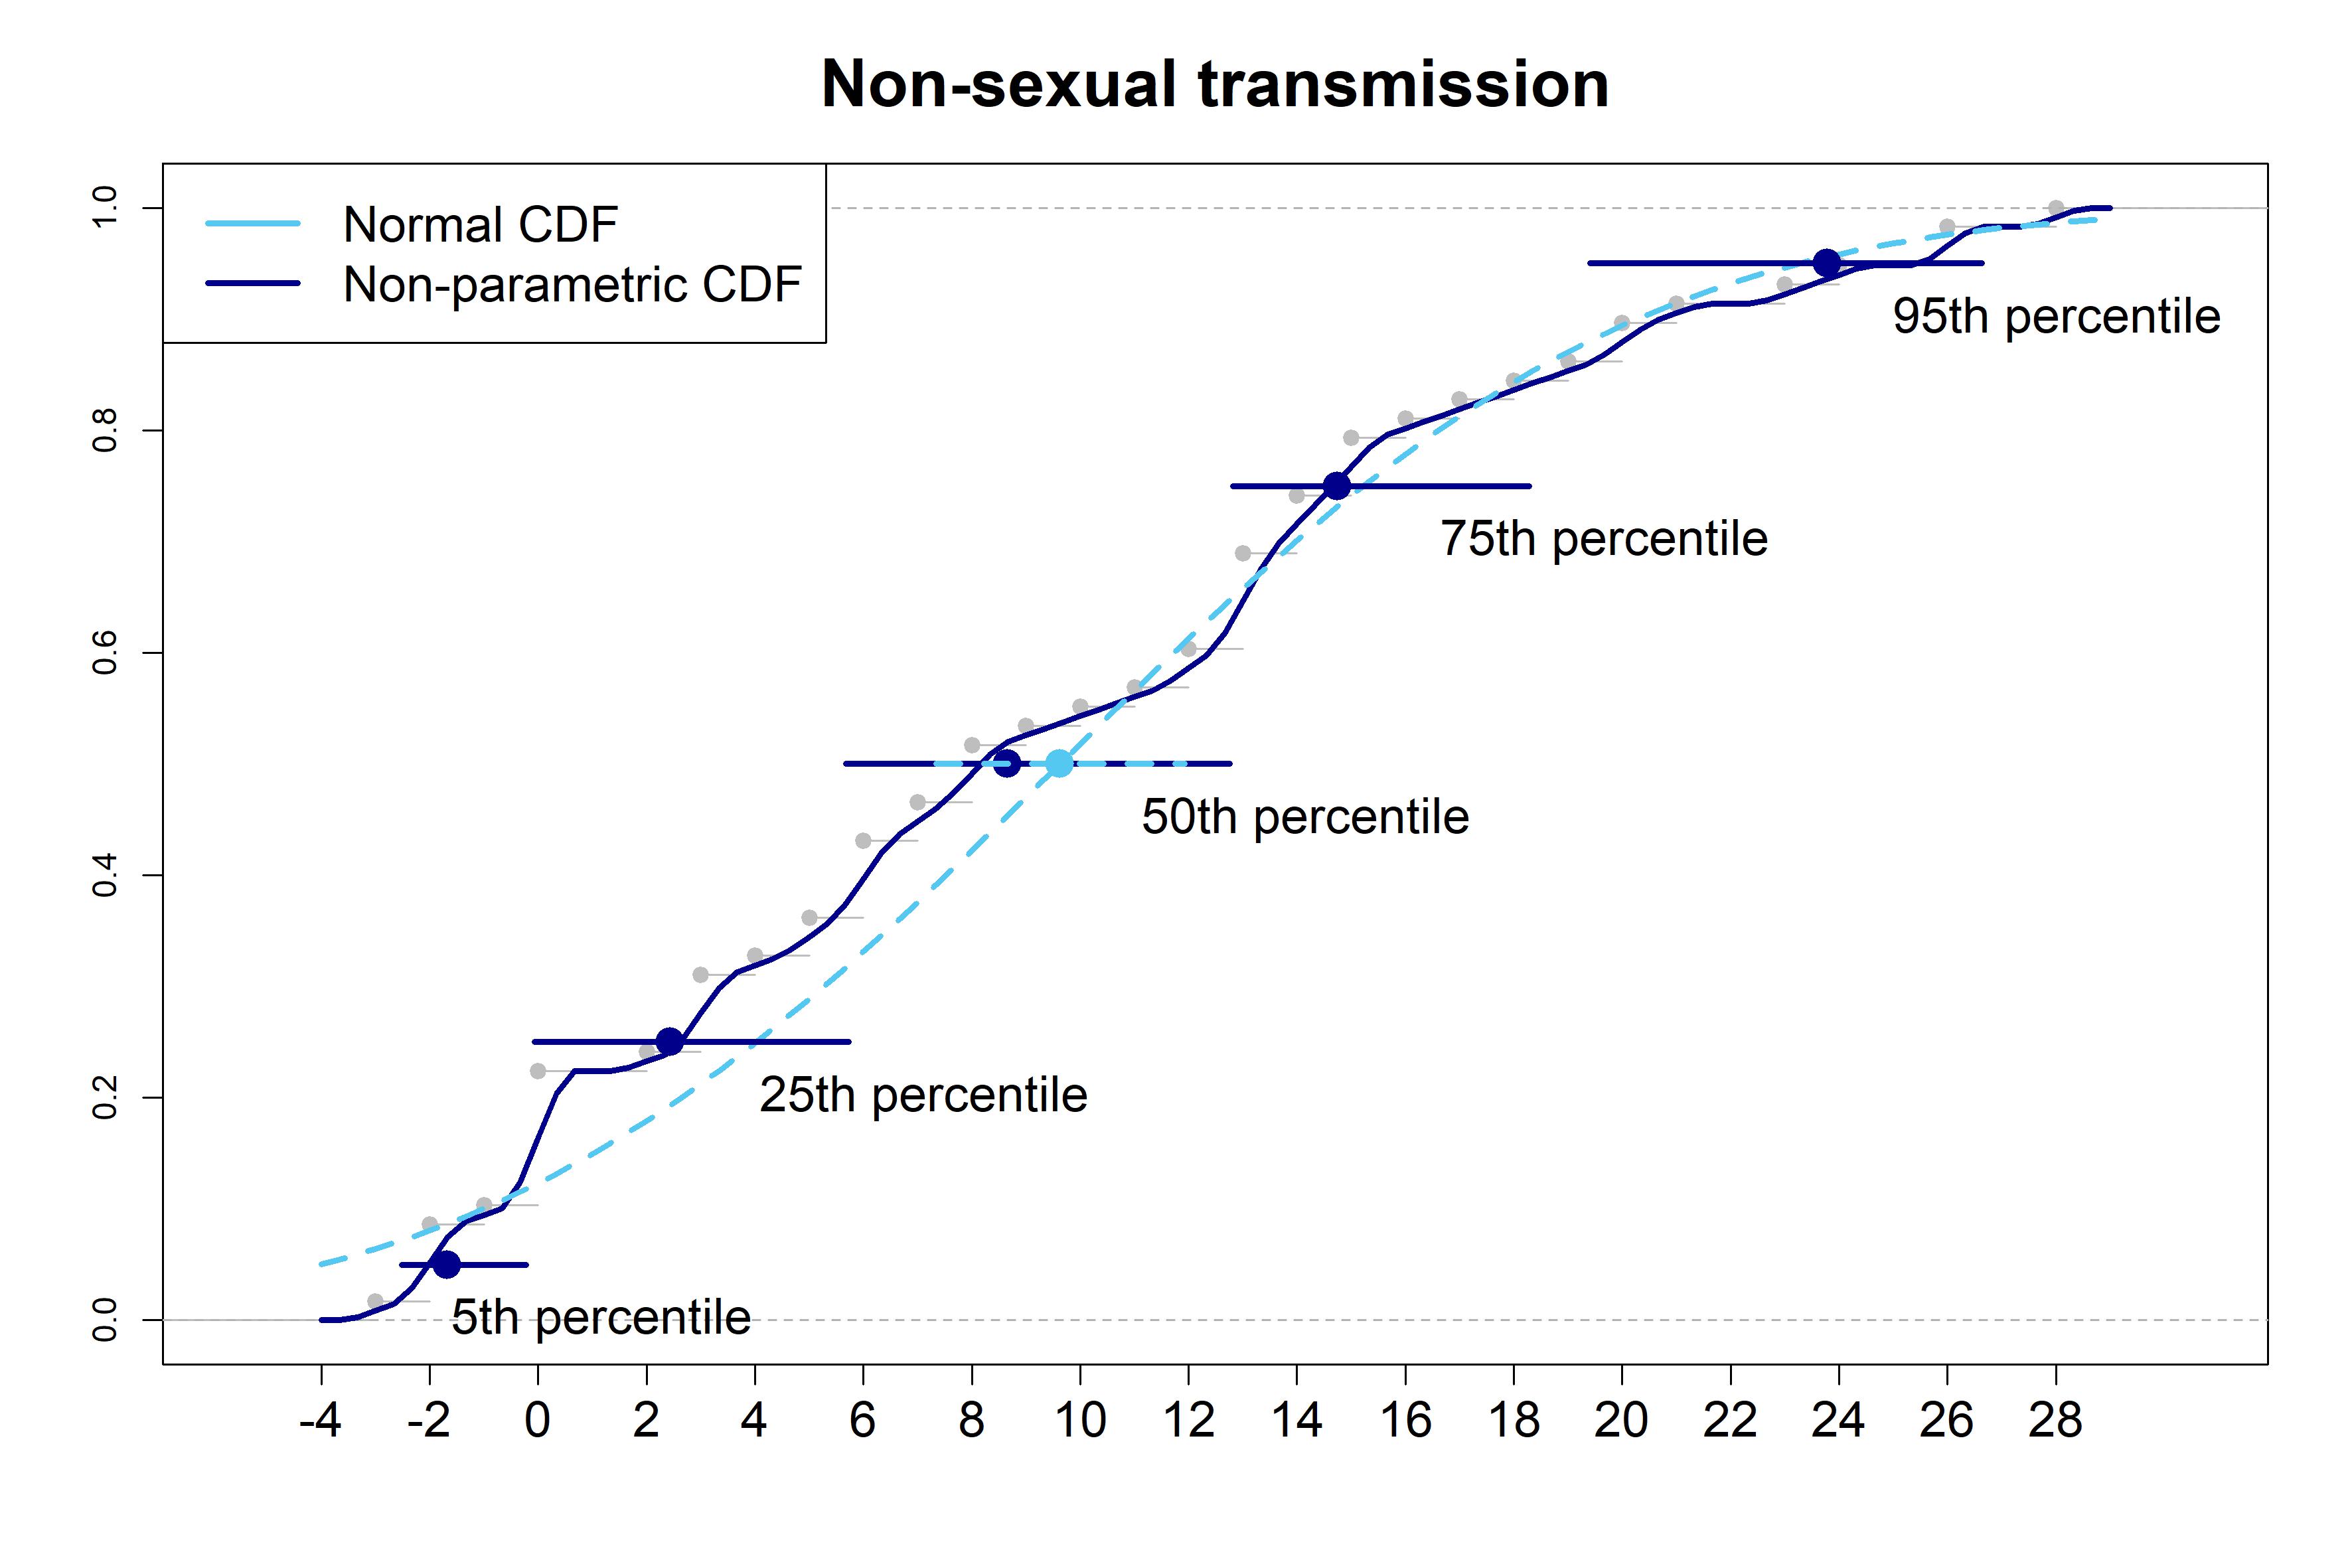 Non-sexual transmission
Normal CDF
Non-parametric CDF
1.0
0.8
0.6
0.4
0.2
0.0
95th percentile
75th percentile
50th percentile
25th percentile
5th percentile
-4 -2 0 2 4 6 8 10 12 14 16 18 20 22 24 26 28